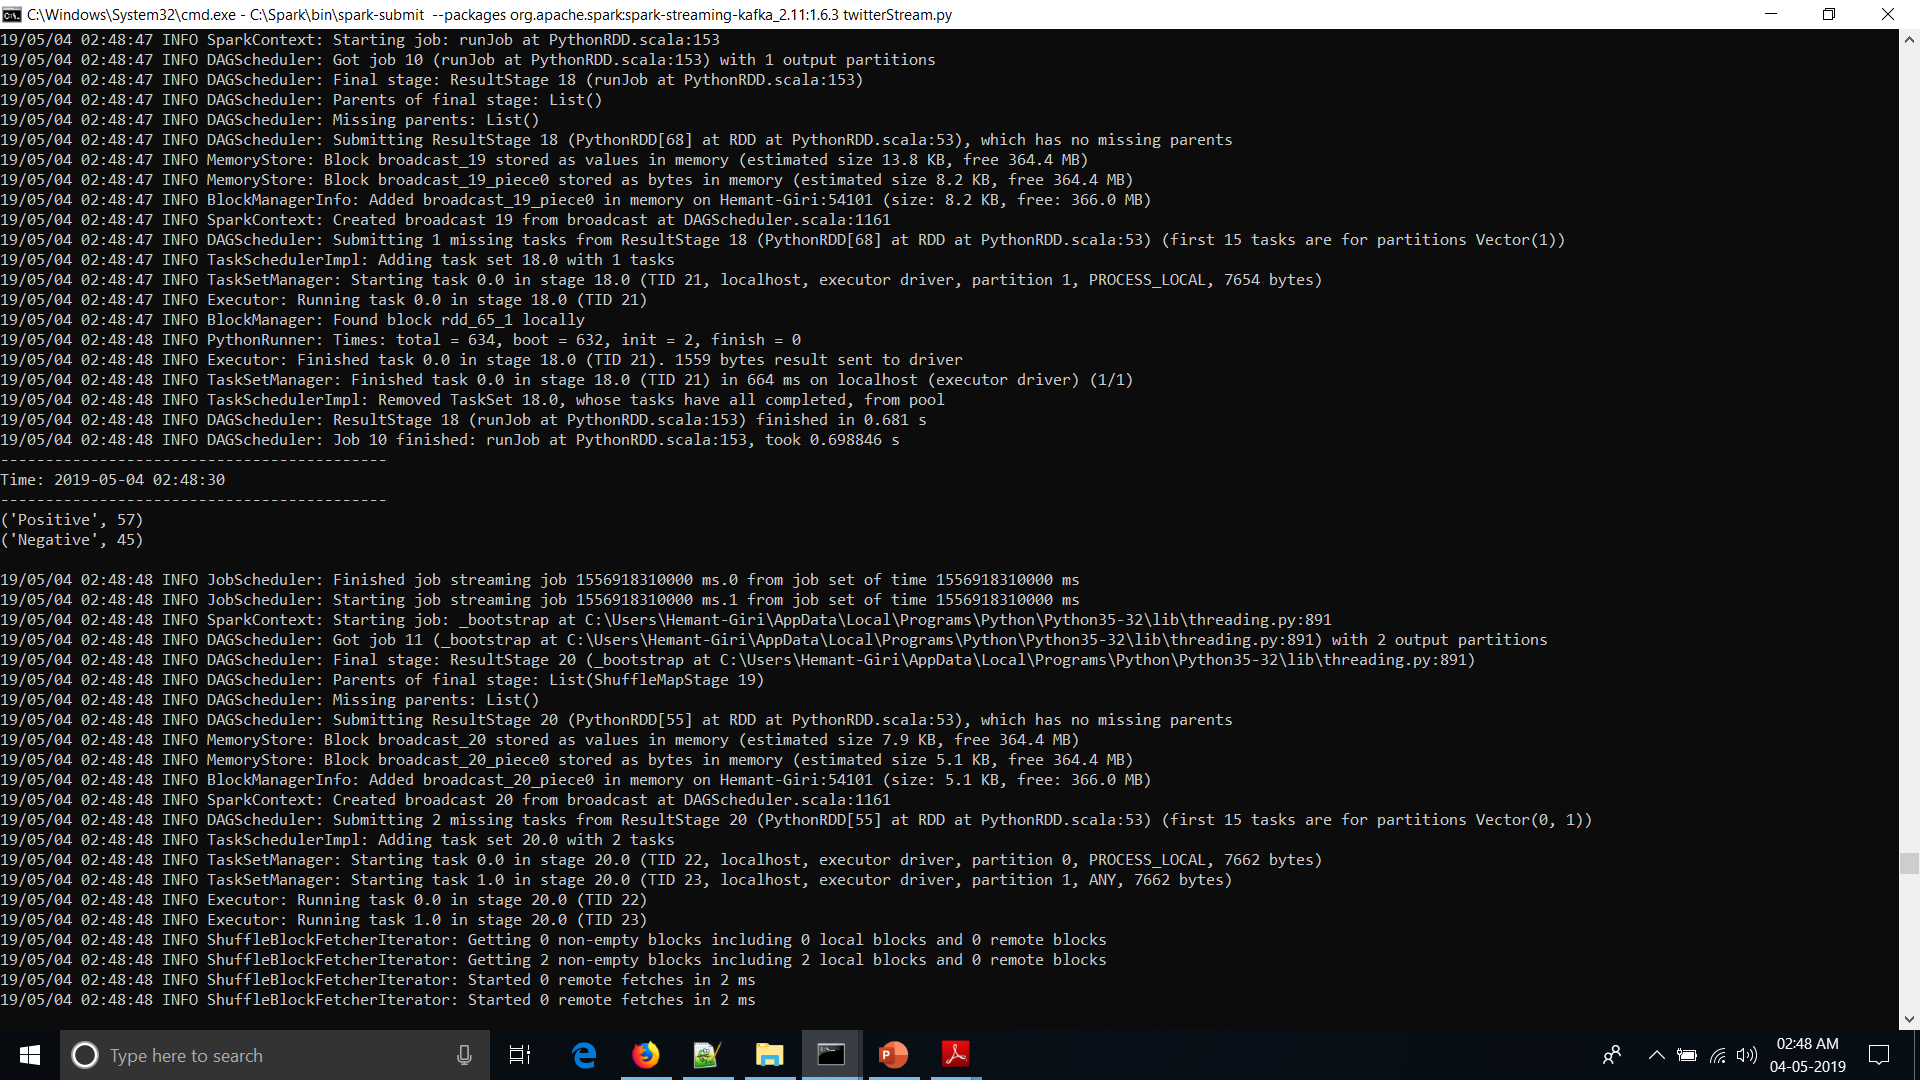 C:\Windows\System32\cmd.exe - C:\Spark\bin\spark-submit  --packages org.apache.spark:spark-streaming-kafka_2.11:1.6.3 twitterStream.py
19/05/04 02:48:47 INFO SparkContext: Starting job: runJob at PythonRDD.scala:153
19/05/04 02:48:47 INFO DAGScheduler: Got job 10 (runJob at PythonRDD.scala:153) with 1 output partitions
19/05/04 02:48:47 INFO DAGScheduler: Final stage: ResultStage 18 (runJob at PythonRDD.scala:153)
19/05/04 02:48:47 INFO DAGScheduler: Parents of final stage: List()
19/05/04 02:48:47 INFO DAGScheduler: Missing parents: List()
19/05/04 02:48:47 INFO DAGScheduler: Submitting ResultStage 18 (PythonRDD[68] at RDD at PythonRDD.scala:53), which has no missing parents
19/05/04 02:48:47 INFO MemoryStore: Block broadcast_19 stored as values in memory (estimated size 13.8 KB, free 364.4 MB)
19/05/04 02:48:47 INFO MemoryStore: Block broadcast_19_piece0 stored as bytes in memory (estimated size 8.2 KB, free 364.4 MB)
19/05/04 02:48:47 INFO BlockManagerInfo: Added broadcast_19_piece0 in memory on Hemant-Giri:54101 (size: 8.2 KB, free: 366.0 MB)
19/05/04 02:48:47 INFO SparkContext: Created broadcast 19 from broadcast at DAGScheduler.scala:1161
19/05/04 02:48:47 INFO DAGScheduler: Submitting 1 missing tasks from ResultStage 18 (PythonRDD[68] at RDD at PythonRDD.scala:53) (first 15 tasks are for partitions Vector(1))
19/05/04 02:48:47 INFO TaskSchedulerImpl: Adding task set 18.0 with 1 tasks
19/05/04 02:48:47 INFO TaskSetManager: Starting task 0.0 in stage 18.0 (TID 21, localhost, executor driver, partition 1, PROCESS_LOCAL, 7654 bytes)
19/05/04 02:48:47 INFO Executor: Running task 0.0 in stage 18.0 (TID 21)
19/05/04 02:48:47 INFO BlockManager: Found block rdd_65_1 locally
19/05/04 02:48:48 INFO PythonRunner: Times: total = 634, boot = 632, init = 2, finish = 0
19/05/04 02:48:48 INFO Executor: Finished task 0.0 in stage 18.0 (TID 21). 1559 bytes result sent to driver
19/05/04 02:48:48 INFO TaskSetManager: Finished task 0.0 in stage 18.0 (TID 21) in 664 ms on localhost (executor driver) (1/1)
19/05/04 02:48:48 INFO TaskSchedulerImpl: Removed TaskSet 18.0, whose tasks have all completed, from pool
19/05/04 02:48:48 INFO DAGScheduler: ResultStage 18 (runJob at PythonRDD.scala:153) finished in 0.681 s
19/05/04 02:48:48 INFO DAGScheduler: Job 10 finished: runJob at PythonRDD.scala:153, took 0.698846 s
-------------------------------------------
Time: 2019-05-04 02:48:30
-------------------------------------------
('Positive', 57)
('Negative', 45)
19/05/04 02:48:48 INFO JobScheduler: Finished job streaming job 1556918310000 ms.0 from job set of time 1556918310000 ms
19/05/04 02:48:48 INFO JobScheduler: Starting job streaming job 1556918310000 ms.1 from job set of time 1556918310000 ms
19/05/04 02:48:48 INFO SparkContext: Starting job: _bootstrap at C:\Users\Hemant-Giri\AppData\Local\Programs\Python\Python35-32\lib\threading.py:891
19/05/04 02:48:48 INFO DAGScheduler: Got job 11 (_bootstrap at C:\Users\Hemant-Giri\AppData\Local\Programs\Python\Python35-32\lib\threading.py:891) with 2 output partitions
19/05/04 02:48:48 INFO DAGScheduler: Final stage: ResultStage 20 (_bootstrap at C:\Users\Hemant-Giri\AppData\Local\Programs\Python\Python35-32\lib\threading.py:891)
19/05/04 02:48:48 INFO DAGScheduler: Parents of final stage: List(ShuffleMapStage 19)
19/05/04 02:48:48 INFO DAGScheduler: Missing parents: List()
19/05/04 02:48:48 INFO DAGScheduler: Submitting ResultStage 20 (PythonRDD[55] at RDD at PythonRDD.scala:53), which has no missing parents
19/05/04 02:48:48 INFO MemoryStore: Block broadcast_20 stored as values in memory (estimated size 7.9 KB, free 364.4 MB)
19/05/04 02:48:48 INFO MemoryStore: Block broadcast_20_piece0 stored as bytes in memory (estimated size 5.1 KB, free 364.4 MB)
19/05/04 02:48:48 INFO BlockManagerInfo: Added broadcast_20_piece0 in memory on Hemant-Giri:54101 (size: 5.1 KB, free: 366.0 MB)
19/05/04 02:48:48 INFO SparkContext: Created broadcast 20 from broadcast at DAGScheduler.scala:1161
19/05/04 02:48:48 INFO DAGScheduler: Submitting 2 missing tasks from ResultStage 20 (PythonRDD[55] at RDD at PythonRDD.scala:53) (first 15 tasks are for partitions Vector(0, 1))
19/05/04 02:48:48 INFO TaskSchedulerImpl: Adding task set 20.0 with 2 tasks
19/05/04 02:48:48 INFO TaskSetManager: Starting task 0.0 in stage 20.0 (TID 22, localhost, executor driver, partition 0, PROCESS_LOCAL, 7662 bytes)
19/05/04 02:48:48 INFO TaskSetManager: Starting task 1.0 in stage 20.0 (TID 23, localhost, executor driver, partition 1, ANY, 7662 bytes)
19/05/04 02:48:48 INFO Executor: Running task 0.0 in stage 20.0 (TID 22)
19/05/04 02:48:48 INFO Executor: Running task 1.0 in stage 20.0 (TID 23)
19/05/04 02:48:48 INFO ShuffleBlockFetcherIterator: Getting 0 non-empty blocks including 0 local blocks and 0 remote blocks
19/05/04 02:48:48 INFO ShuffleBlockFetcherIterator: Getting 2 non-empty blocks including 2 local blocks and 0 remote blocks
19/05/04 02:48:48 INFO ShuffleBlockFetcherIterator: Started 0 remote fetches in 2 ms
19/05/04 02:48:48 INFO ShuffleBlockFetcherIterator: Started 0 remote fetches in 2 ms
Type here to search
02:48 AM
04-05-2019